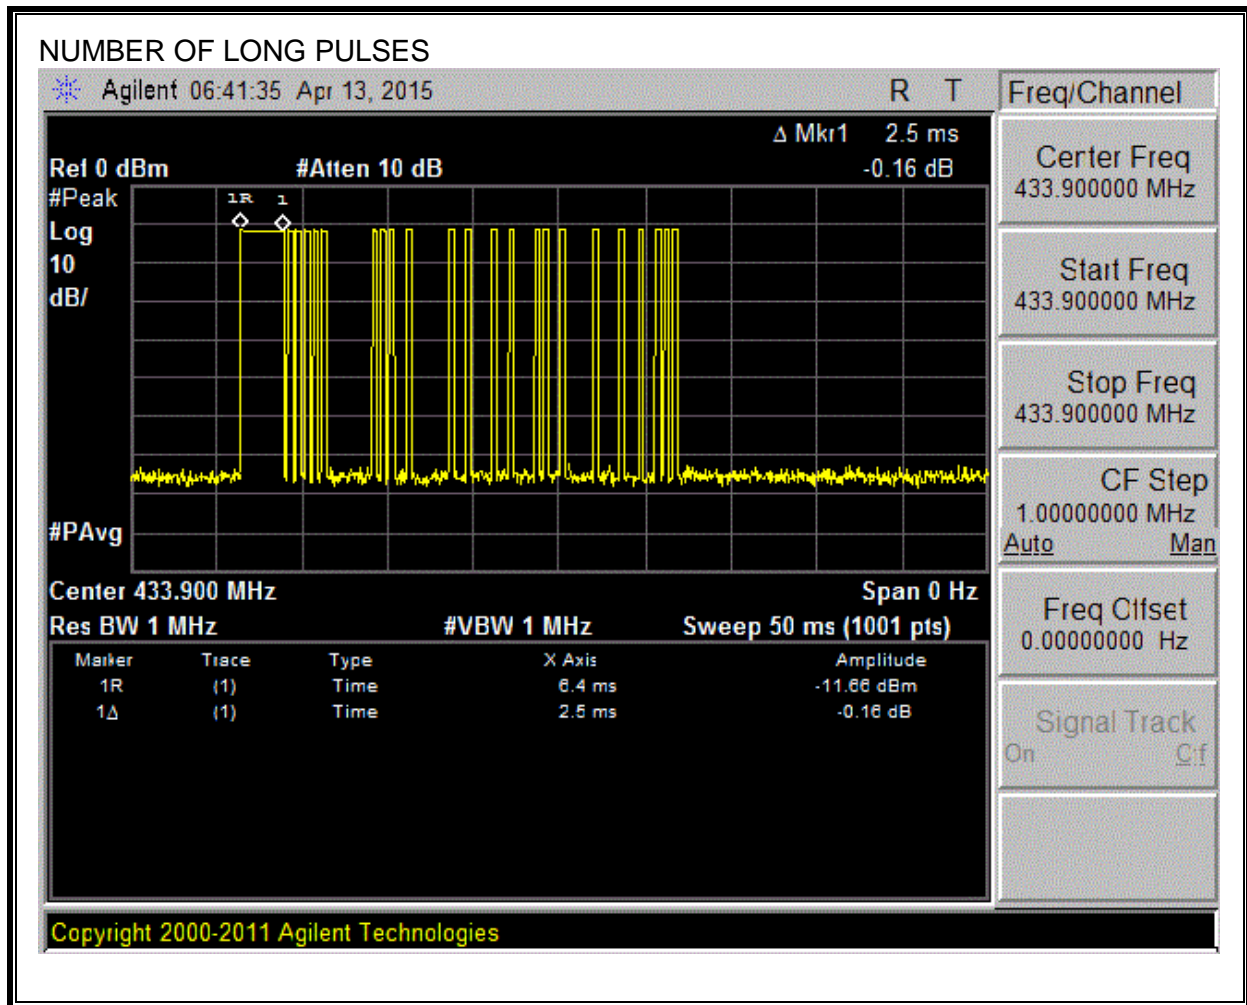 NUMBER OF LONG PULSES
Agilent 06:41:35 Apr 13, 2015
R T
Freq/Channel
Δ Mkr1 2.5 ms
Ref 0 dBm #Atten 10 dB -0.16 dB
#Peak
Log
10
dB/
1R 1
#PAvg
Center 433.900 MHz Span 0 Hz
Res BW 1 MHz #VBW 1 MHz Sweep 50 ms (1001 pts)
Marker Trace Type X Axis Amplitude
1R (1) Time 6.4 ms -11.66 dBm
1Δ (1) Time 2.5 ms -0.16 dB
Center Freq
433.900000 MHz
Start Freq
433.900000 MHz
Stop Freq
433.900000 MHz
CF Step
1.00000000 MHz
Auto Man
Freq Offset
0.00000000 Hz
Signal Track
On Off
Copyright 2000-2011 Agilent Technologies